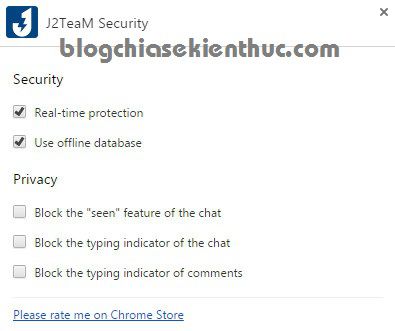 J2TeaM Security
blogchiasekienthuc.com
Security
Real-time protection
Use offline database
Privacy
Block the "seen" feature of the chat
Block the typing indicator of the chat
Block the typing indicator of comments
Please rate me on Chrome Store